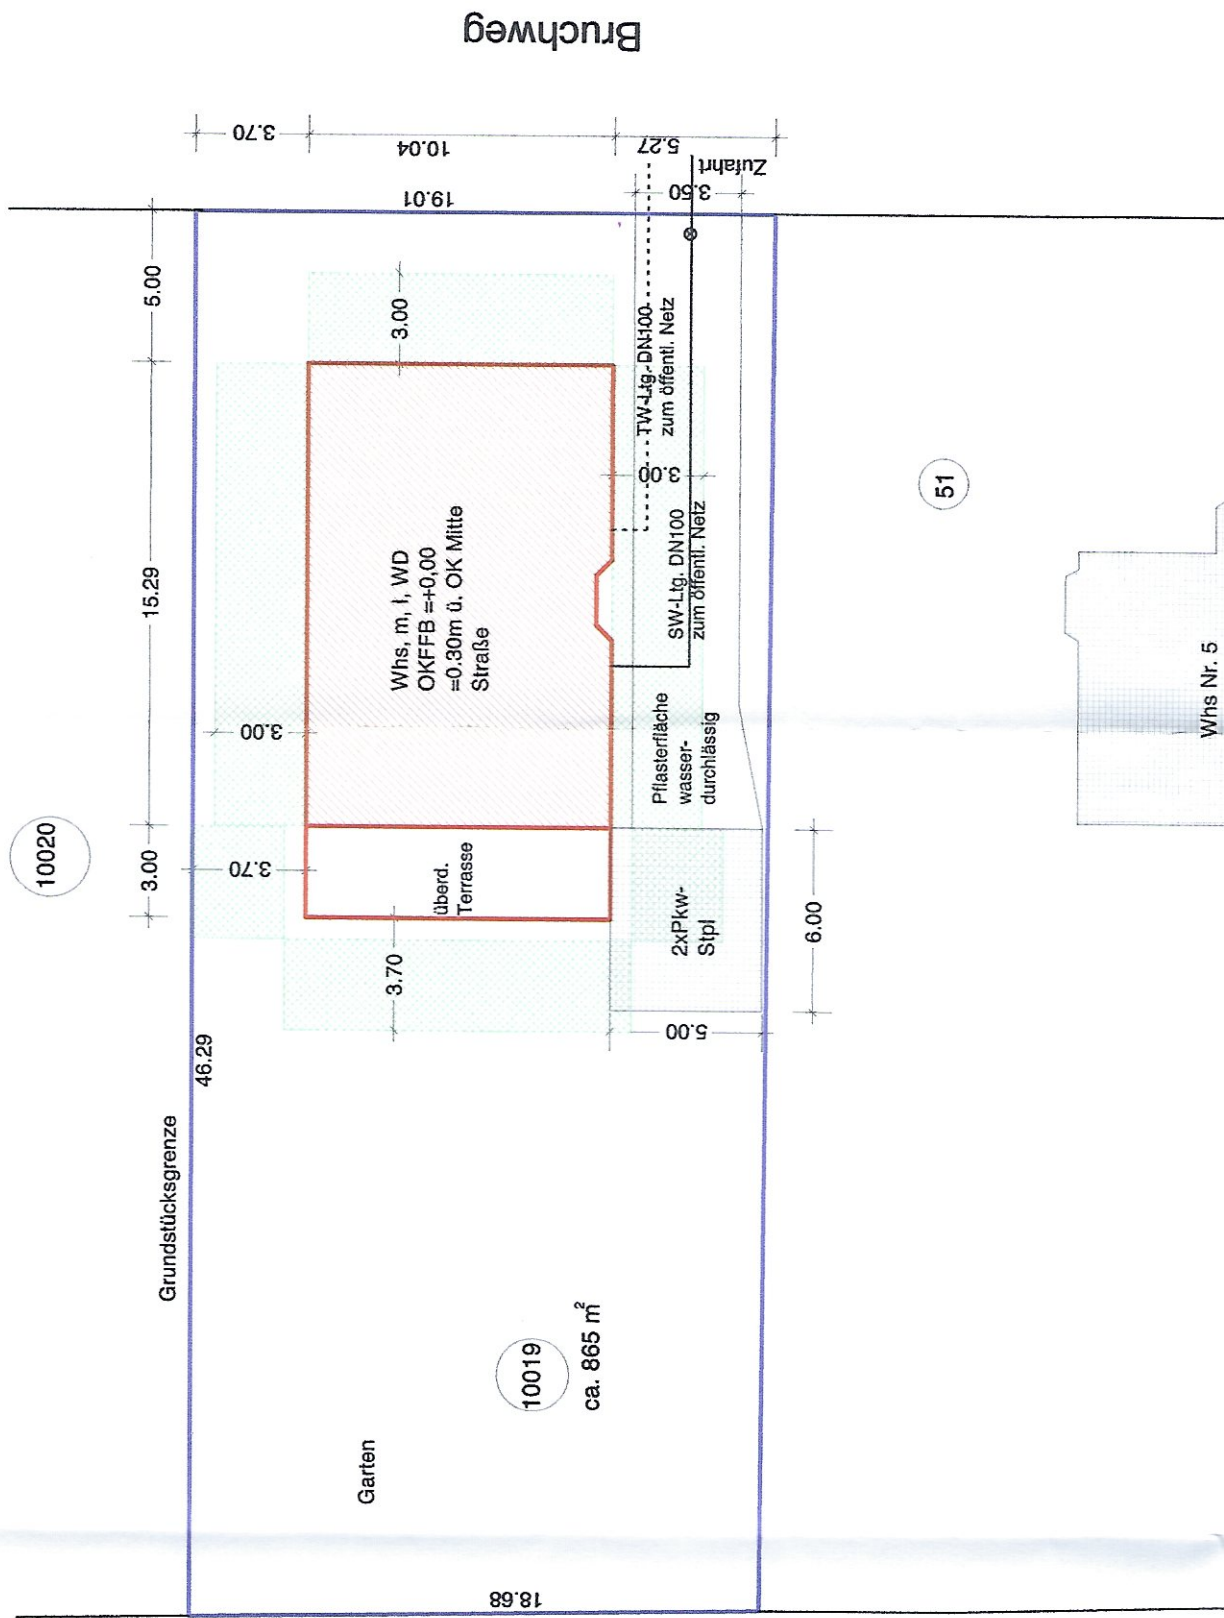 Bruchweg
3.70
10.04
5.27
19.01
3.50
Zufahrt
5.00
15.29
3.00
3.00
3.00
3.00
3.70
3.70
Whs, m, I, WD
OKFFB =+0,00
=0.30m ü. OK Mitte
Straße
TW-Ltg. DN100
zum öffentl. Netz
SW-Ltg. DN100
zum öffentl. Netz
Pflasterfläche
wasser-
durchlässig
überd.
Terrasse
2xPkw-
Stpl
6.00
5.00
10020
51
Whs Nr. 5
46.29
Grundstücksgrenze
10019
ca. 865 m²
Garten
18.68